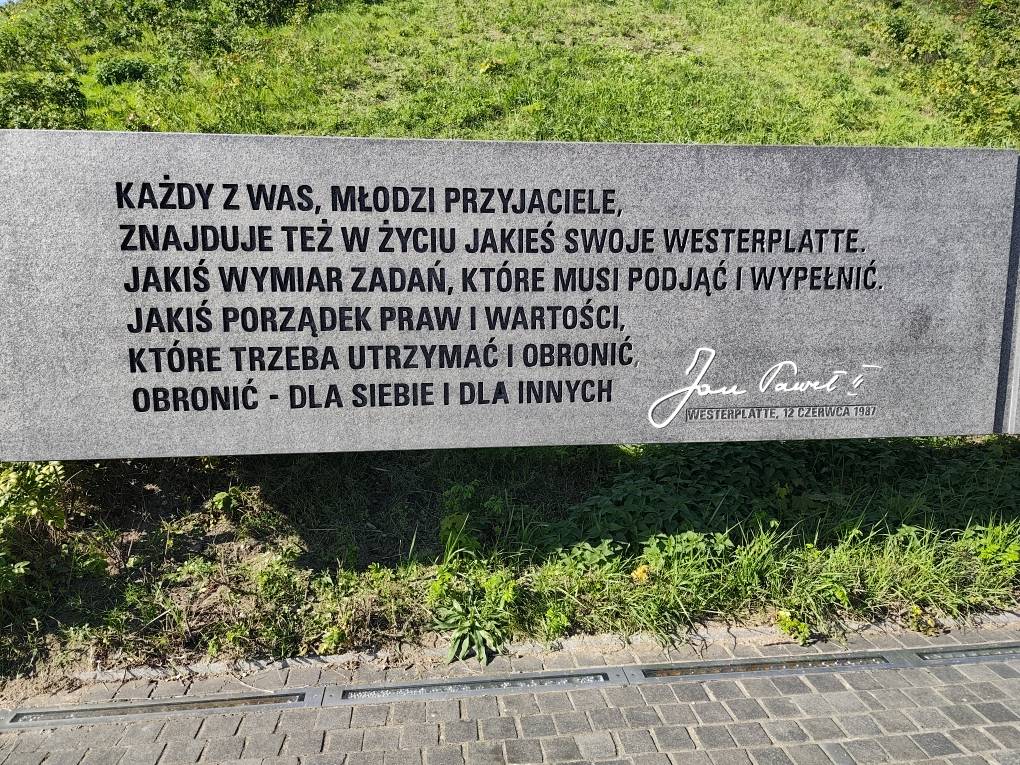 KAŻDY Z WAS, MŁODZI PRZYJACIELE,
ZNAJDUJE TEŻ W ŻYCIU JAKIEŚ SWOJE WESTERPLATTE.
JAKIŚ WYMIAR ZADAŃ, KTÓRE MUSI PODJĄĆ I WYPEŁNIĆ.
JAKIŚ PORZĄDEK PRAW I WARTOŚCI,
KTÓRE TRZEBA UTRZYMAĆ I OBRONIĆ,
OBRONIĆ - DLA SIEBIE I DLA INNYCH
Jan Paweł II
WESTERPLATTE, 12 CZERWCA 1987